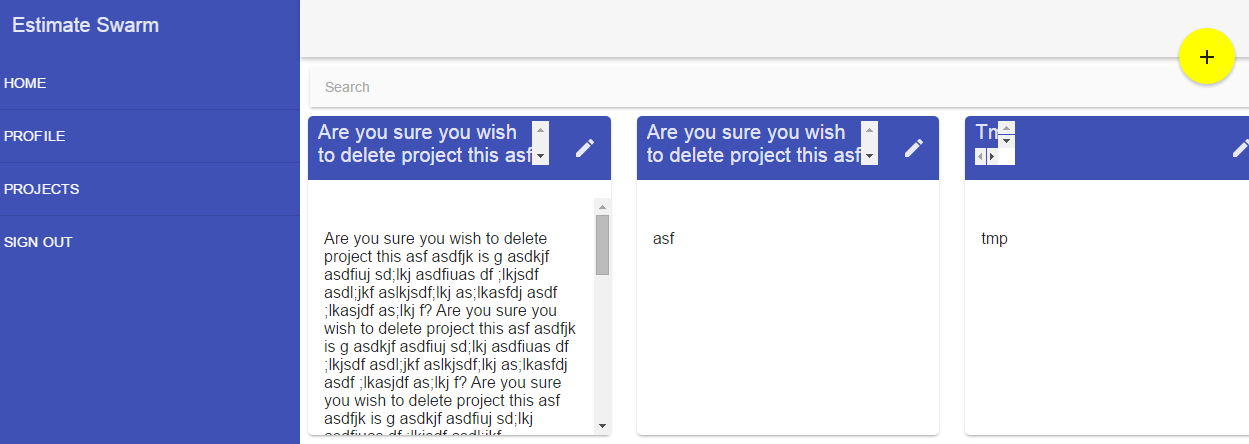 Estimate Swarm
HOME
PROFILE
PROJECTS
SIGN OUT
Search
Are you sure you wish
to delete project this asf
Are you sure you wish to delete
project this asf asdfjk is g asdkjf
asdfiuj sd;lkj asdfiuas df ;lkjsdf
asdl;jkf aslkjsdf;lkj as;lkasfdj asdf
;lkasjdf as;lkj f? Are you sure you
wish to delete project this asf asdfjk
is g asdkjf asdfiuj sd;lkj asdfiuas df
;lkjsdf asdl;jkf aslkjsdf;lkj as;lkasfdj
asdf ;lkasjdf as;lkj f? Are you sure
you wish to delete project this asf
asdfjk is g asdkjf asdfiuj sd;lkj
asdfiuas df ;lkjsdf asdl;jkf
Are you sure you wish
to delete project this asf
asf
Tm
tmp